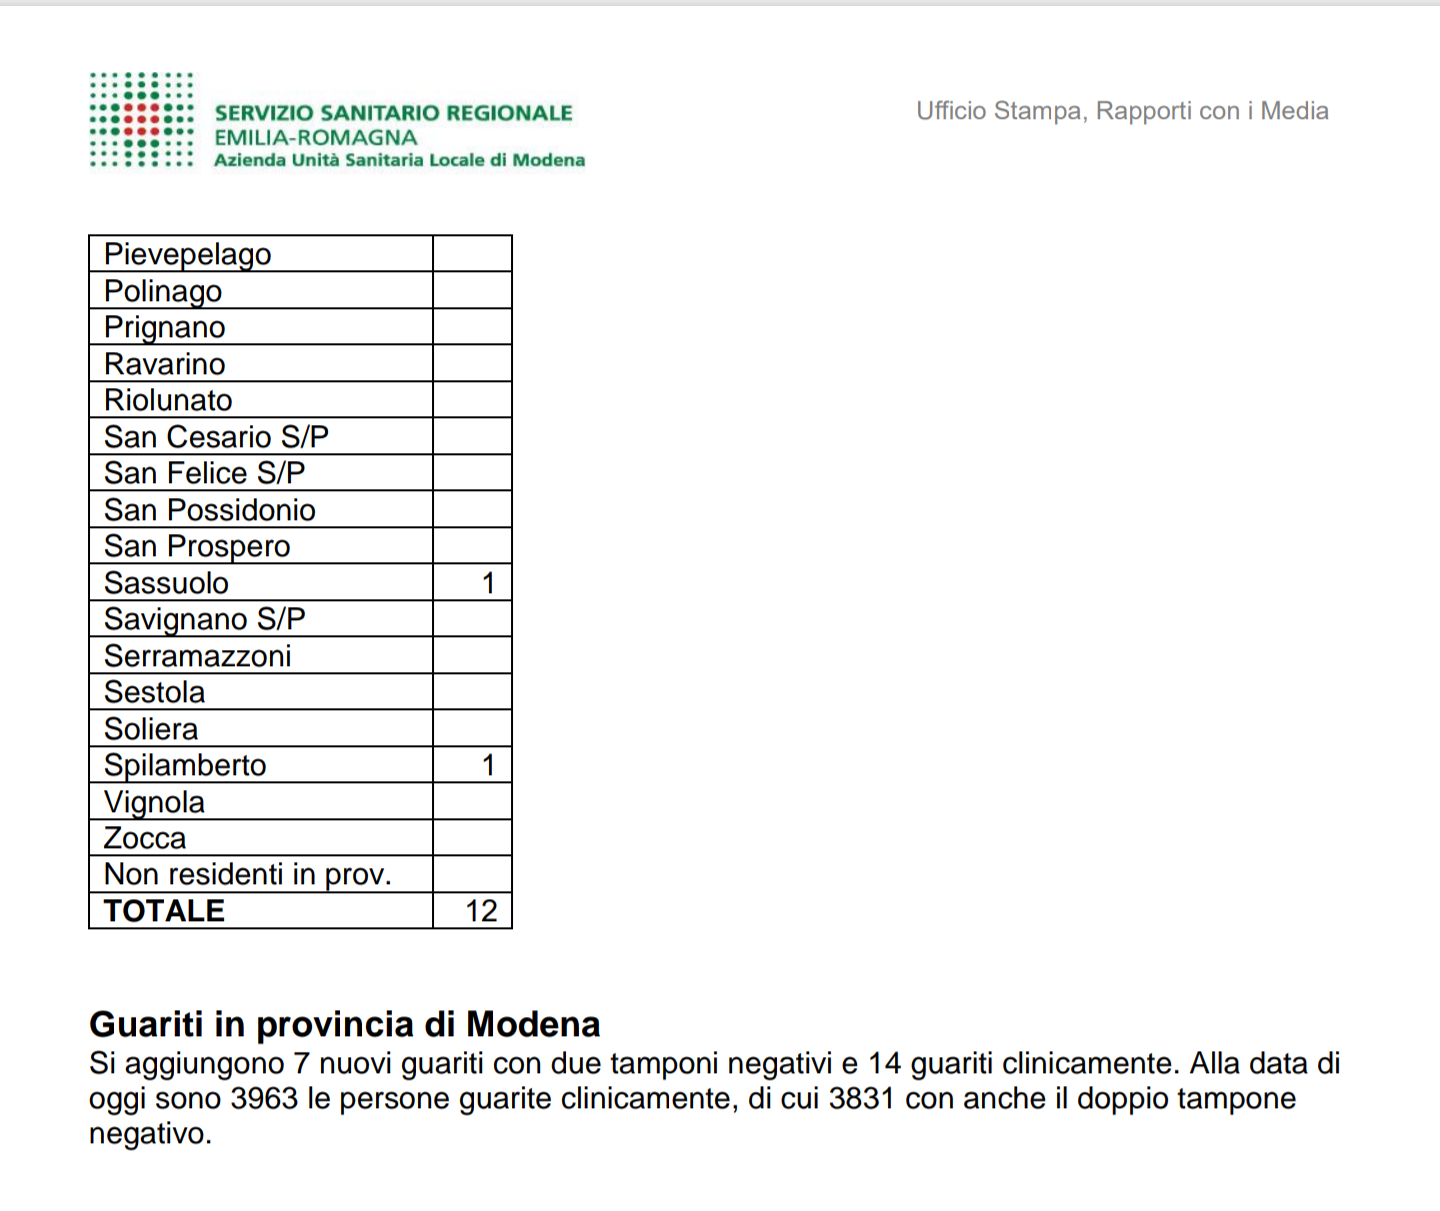 SERVIZIO SANITARIO REGIONALE
EMILIA-ROMAGNA
Azienda Unità Sanitaria Locale di Modena
Ufficio Stampa, Rapporti con i Media
Pievepelago
Polinago
Prignano
Ravarino
Riolunato
San Cesario S/P
San Felice S/P
San Possidonio
San Prospero
Sassuolo 1
Savignano S/P
Serramazzoni
Sestola
Soliera
Spilamberto 1
Vignola
Zocca
Non residenti in prov.
TOTALE 12
Guariti in provincia di Modena
Si aggiungono 7 nuovi guariti con due tamponi negativi e 14 guariti clinicamente. Alla data di
oggi sono 3963 le persone guarite clinicamente, di cui 3831 con anche il doppio tampone
negativo.